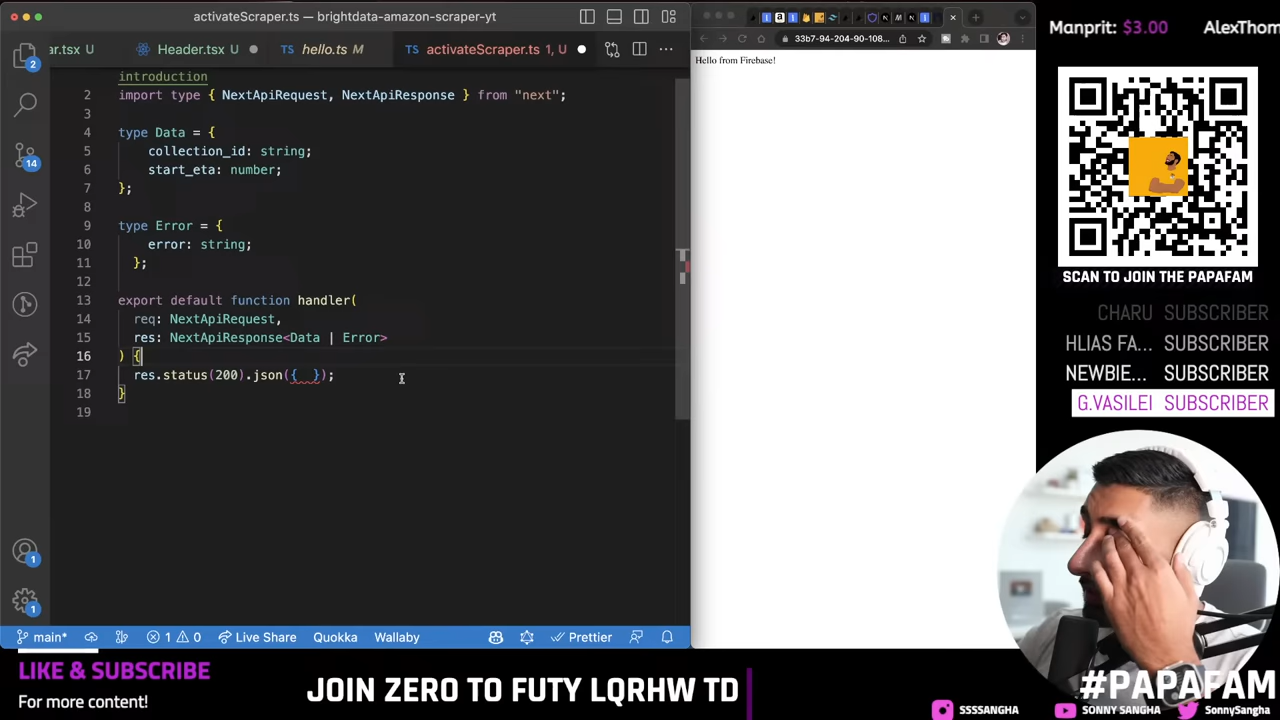 activateScraper.ts — brightdata-amazon-scraper-yt
ar.tsx U
Header.tsx U
hello.ts M
activateScraper.ts 1, U
33b7-94-204-90-108...
Hello from Firebase!
introduction
2 import type { NextApiRequest, NextApiResponse } from "next";
3
4 type Data = {
5 collection_id: string;
6 start_eta: number;
7 };
8
9 type Error = {
10 error: string;
11 };
12
13 export default function handler(
14 req: NextApiRequest,
15 res: NextApiResponse<Data | Error>
16 ) {
17 res.status(200).json({ });
18 }
19
2
14
1
1
main*
1 0
Live Share
Quokka
Wallaby
Prettier
Manprit: $3.00
AlexThom
SCAN TO JOIN THE PAPAFAM
CHARU SUBSCRIBER
HLIAS FA... SUBSCRIBER
NEWBIE... SUBSCRIBER
G.VASILEI SUBSCRIBER
LIKE & SUBSCRIBE
For more content!
JOIN ZERO TO FUTY LQRHW TD
#PAPAFAM
SSSSANGHA
SONNY SANGHA
SonnySangha